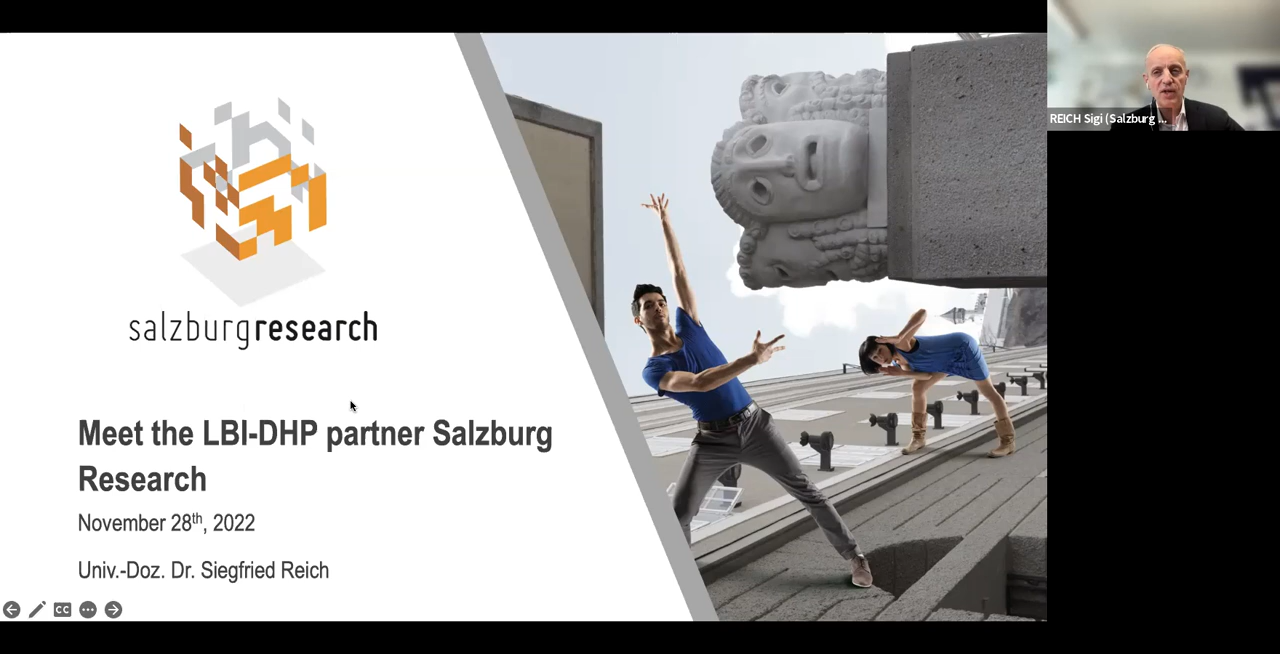 salzburgresearch
Meet the LBI-DHP partner Salzburg
Research
November 28th, 2022
Univ.-Doz. Dr. Siegfried Reich
CC
REICH Sigi (Salzburg ...